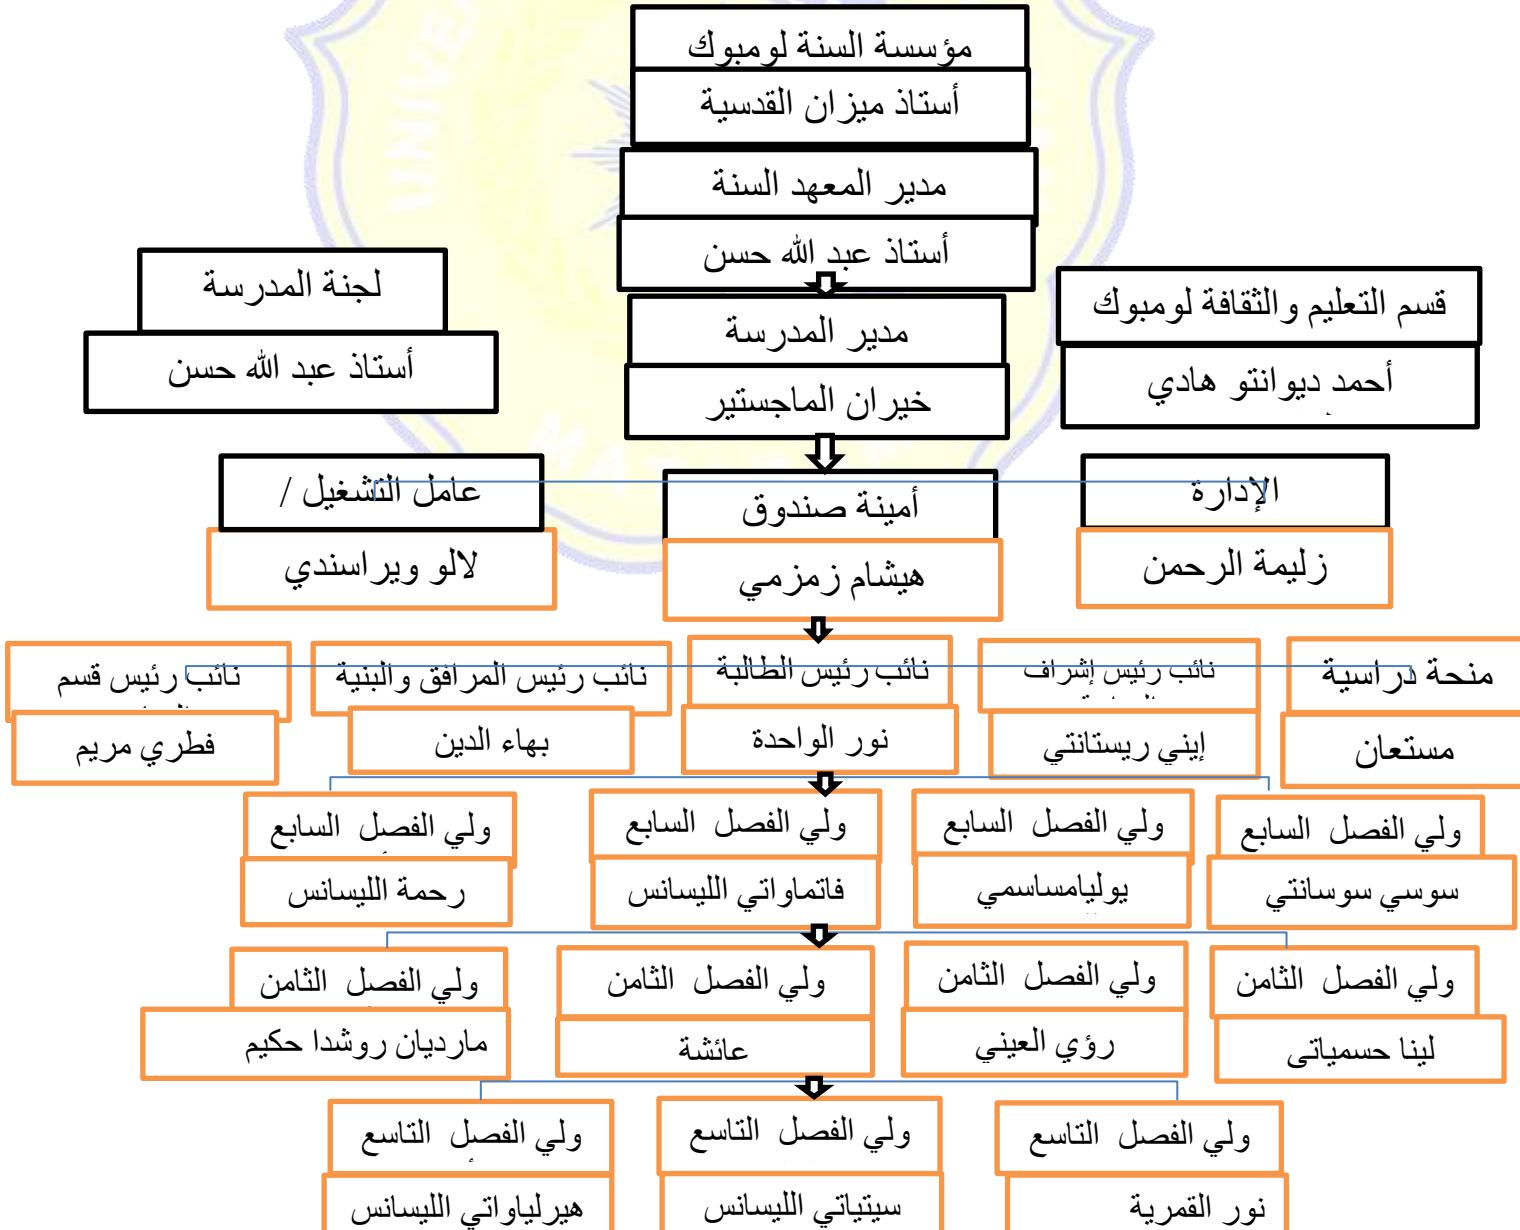 مؤسسة السنة لومبوك
أستاذ ميزان القدسية
مدير المعهد السنة
أستاذ عبد الله حسن
لجنة المدرسة
أستاذ عبد الله حسن
قسم التعليم والثقافة لومبوك
أحمد ديوانتو هادي
مدير المدرسة
خيران الماجستير
الإدارة
زليمة الرحمن
أمينة صندوق
هيشام زمزمي
عامل التشغيل /
لالو ويراسندي
منحة دراسية
مستعان
نائب رئيس إشراف
إيني ريستانتي
نائب رئيس الطالبة
نور الواحدة
نائب رئيس المرافق والبنية
بهاء الدين
نائب رئيس قسم
فطري مريم
ولي الفصل السابع
سوسي سوسانتي
ولي الفصل السابع
يوليامساسمي
ولي الفصل السابع
فاتماواتي الليسانس
ولي الفصل السابع
رحمة الليسانس
ولي الفصل الثامن
لينا حسمياتى
ولي الفصل الثامن
رؤي العيني
ولي الفصل الثامن
عائشة
ولي الفصل الثامن
مارديان روشدا حكيم
ولي الفصل التاسع
نور القمرية
ولي الفصل التاسع
سيتياتي الليسانس
ولي الفصل التاسع
هيرلياواتي الليسانس